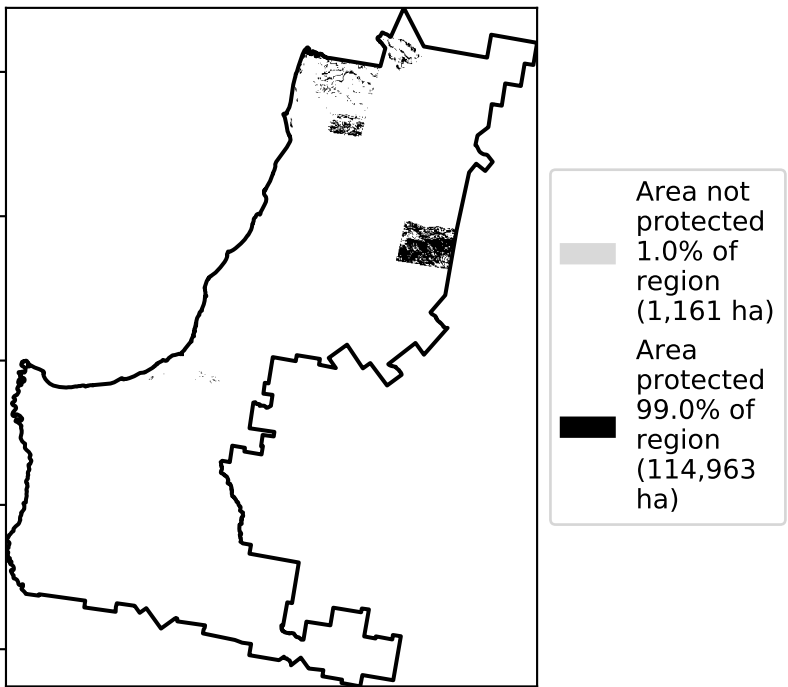 Area not
protected
1.0% of
region
(1,161 ha)
Area
protected
99.0% of
region
(114,963
ha)